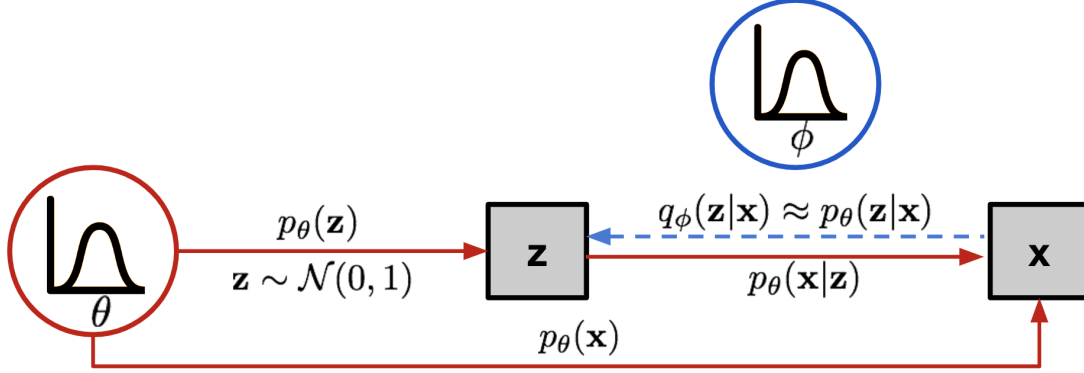 ϕ
q_ϕ(z|x) ≈ p_θ(z|x)
p_θ(z)
z
x
z ∼ 𝒩(0, 1)
p_θ(x|z)
θ
p_θ(x)